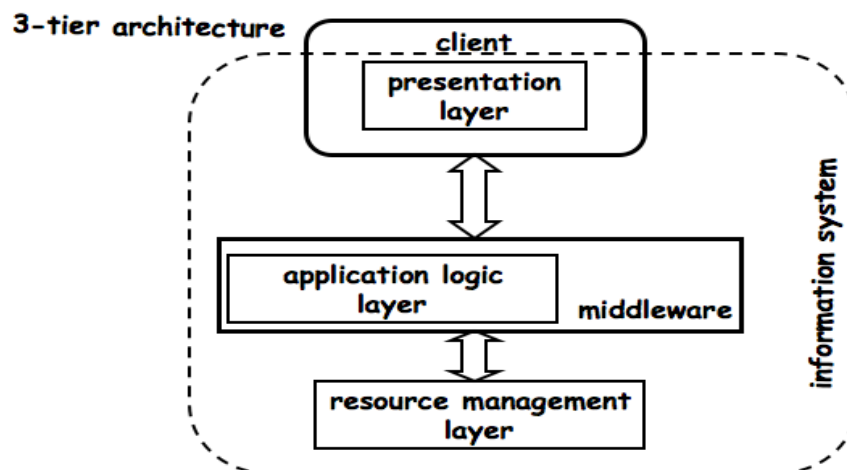 3-tier architecture
client
presentation
layer
information system
application logic
layer
middleware
resource management
layer